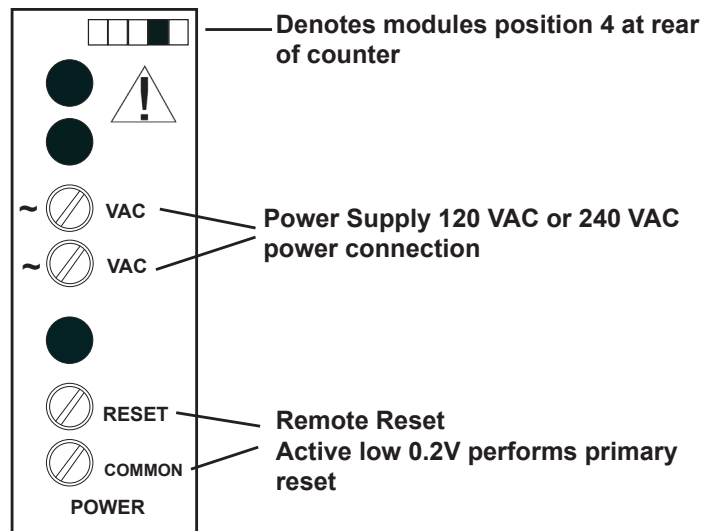 Denotes modules position 4 at rear
of counter
!
~ VAC
~ VAC
Power Supply 120 VAC or 240 VAC
power connection
RESET
COMMON
Remote Reset
Active low 0.2V performs primary
reset
POWER